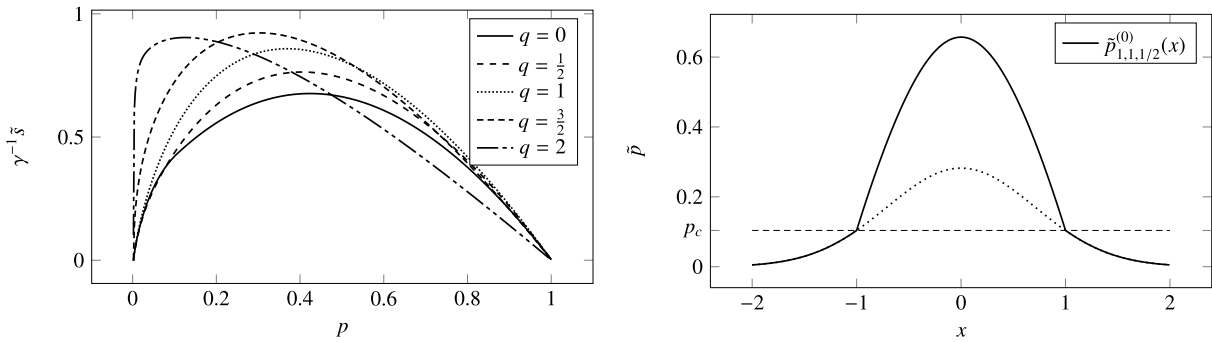 1
0.5
0
γ⁻¹s̃
0 0.2 0.4 0.6 0.8 1
p
q = 0
q = 1/2
q = 1
q = 3/2
q = 2
0.6
0.4
0.2
p_c
0
p̃
−2 −1 0 1 2
x
p̃^{(0)}_{1,1,1/2}(x)